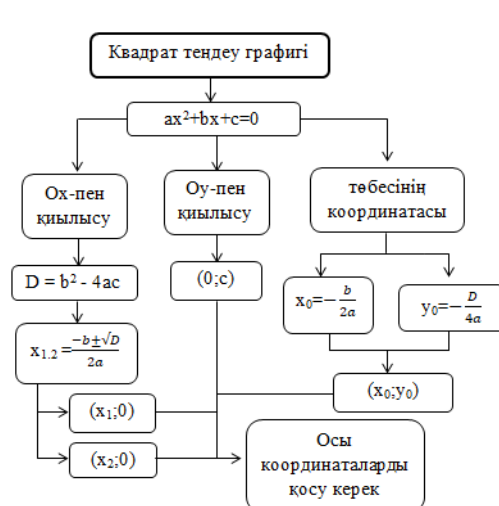 Квадрат теңдеу графигі
ax²+bx+c=0
Ох-пен
қиылысу
Оу-пен
қиылысу
төбесінің
координатасы
D = b² - 4ac
(0;c)
x₀=−b/2a
y₀=−D/4a
x₁.₂=−b±√D/2a
(x₀;y₀)
(x₁;0)
(x₂;0)
Осы
координаталарды
қосу керек